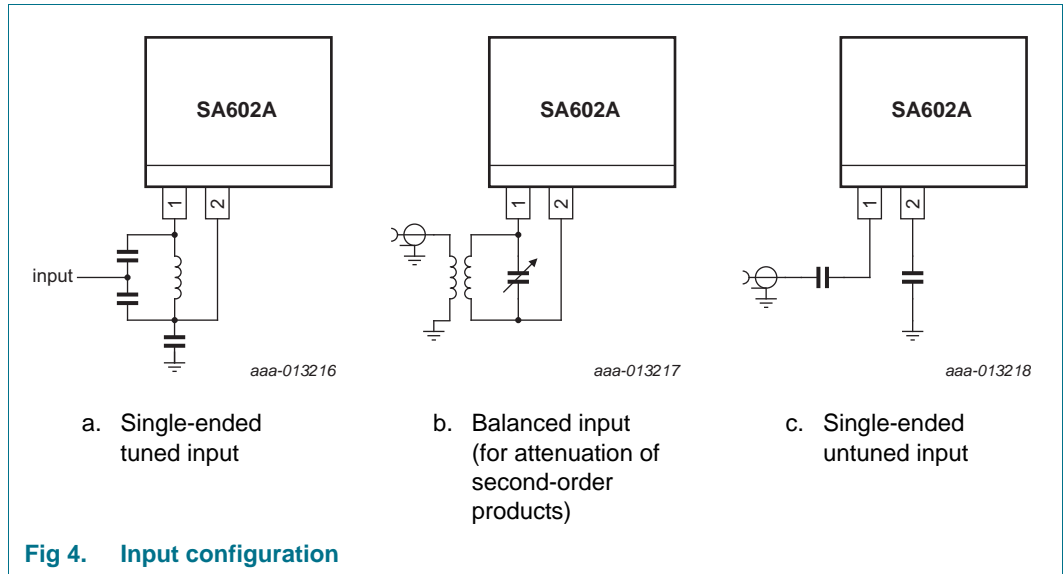 SA602A
1
2
input
aaa-013216
a. Single-ended
tuned input
SA602A
1
2
aaa-013217
b. Balanced input
(for attenuation of
second-order
products)
SA602A
1
2
aaa-013218
c. Single-ended
untuned input
Fig 4. Input configuration